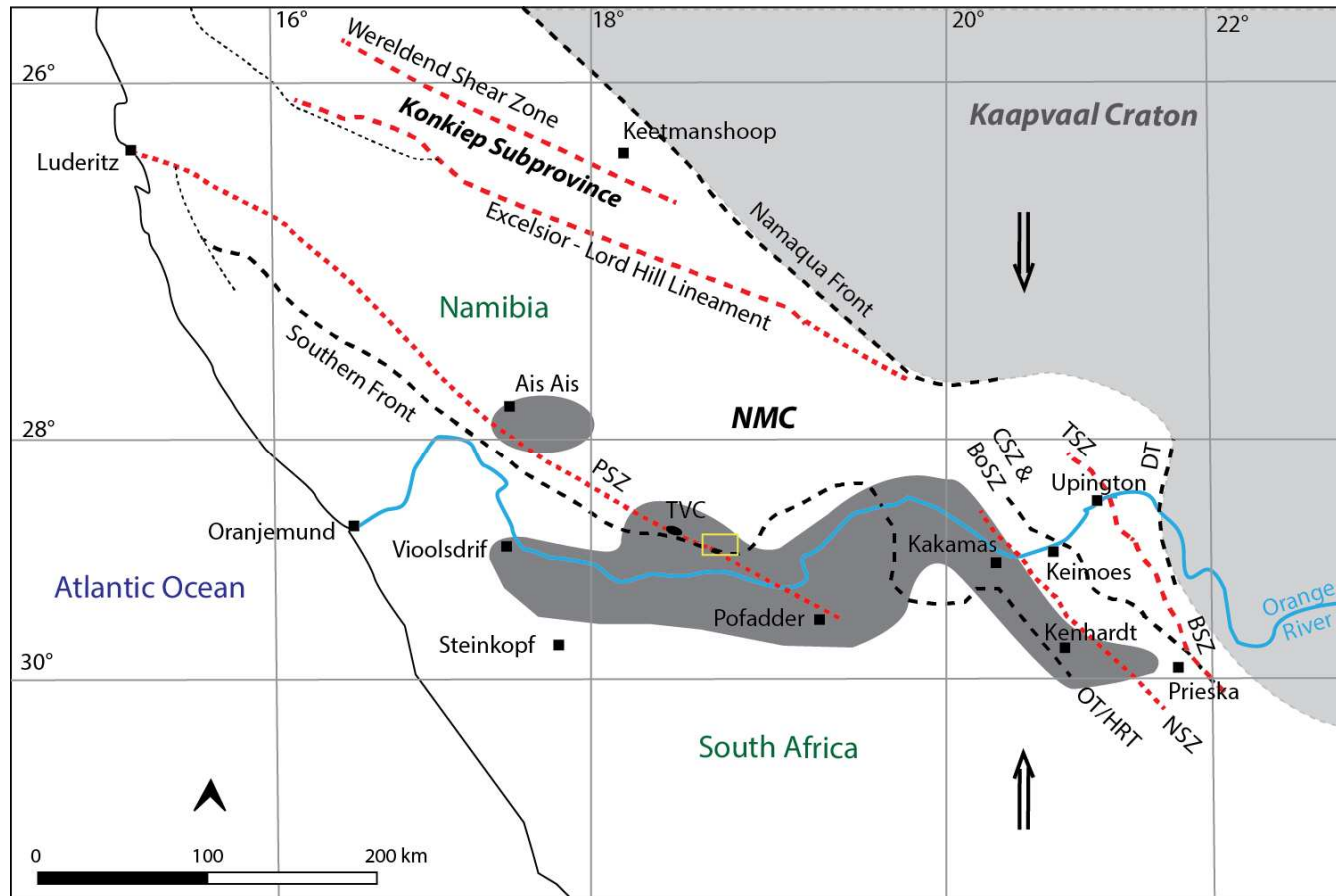 16°
18°
20°
22°
26°
Wereldend Shear Zone
Konkiep Subprovince
Kaapvaal Craton
Keetmanshoop
Luderitz
Excelsior - Lord Hill Lineament
Namaqua Front
Namibia
Southern Front
Ais Ais
NMC
28°
PSZ
CSZ &
BoSZ
TSZ
DT
Upington
TVC
Oranjemund
Vioolsdrif
Kakamas
Keimoes
Atlantic Ocean
Orange
River
Pofadder
BSZ
Steinkopf
Kenhardt
30°
Prieska
OT/HRT
NSZ
South Africa
0
100
200 km